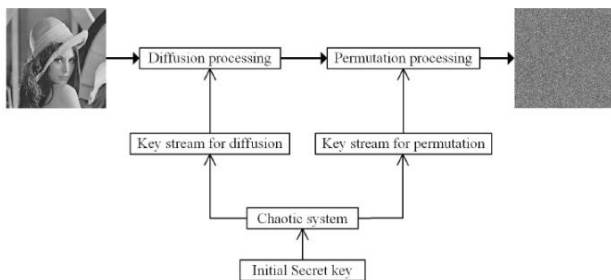 Diffusion processing
Permutation processing
Key stream for diffusion
Key stream for permutation
Chaotic system
Initial Secret key